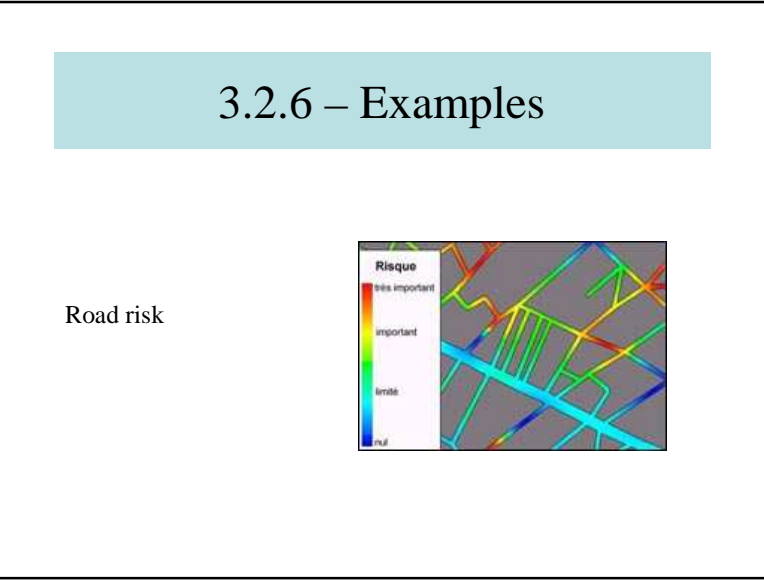 3.2.6 – Examples
Road risk
Risque
très important
important
limité
nul